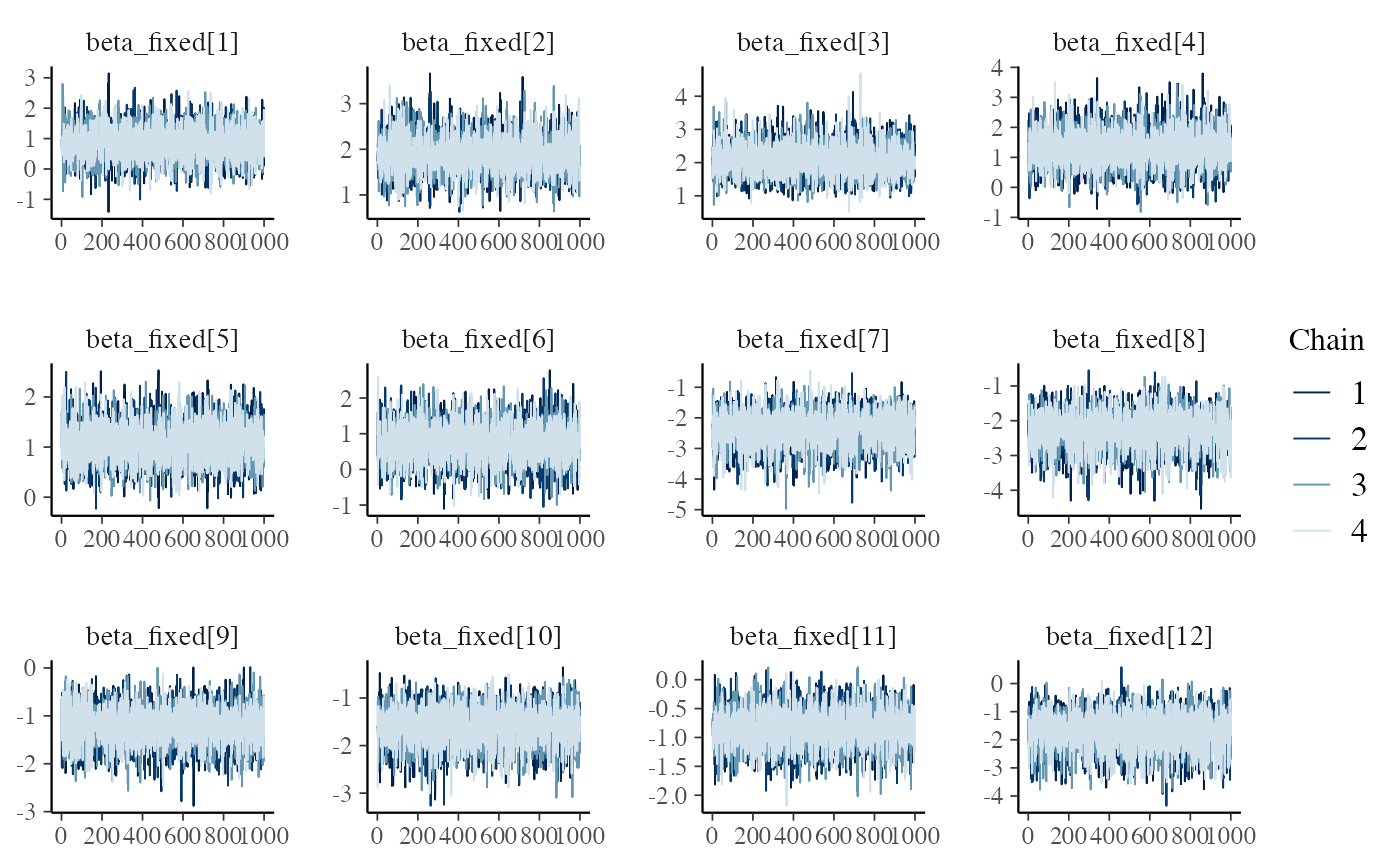 beta_fixed[1] beta_fixed[2] beta_fixed[3] beta_fixed[4]
3 2 1 0 -1
3 2 1
4 3 2 1
4 3 2 1 0 -1
0 200 400 600 800 1000 0 200 400 600 800 1000 0 200 400 600 800 1000 0 200 400 600 800 1000
beta_fixed[5] beta_fixed[6] beta_fixed[7] beta_fixed[8]
2 1 0
2 1 0 -1
-1 -2 -3 -4 -5
-1 -2 -3 -4
0 200 400 600 800 1000 0 200 400 600 800 1000 0 200 400 600 800 1000 0 200 400 600 800 1000
Chain
1
2
3
4
beta_fixed[9] beta_fixed[10] beta_fixed[11] beta_fixed[12]
0 -1 -2 -3
-1 -2 -3
0.0 -0.5 -1.0 -1.5 -2.0
0 -1 -2 -3 -4
0 200 400 600 800 1000 0 200 400 600 800 1000 0 200 400 600 800 1000 0 200 400 600 800 1000